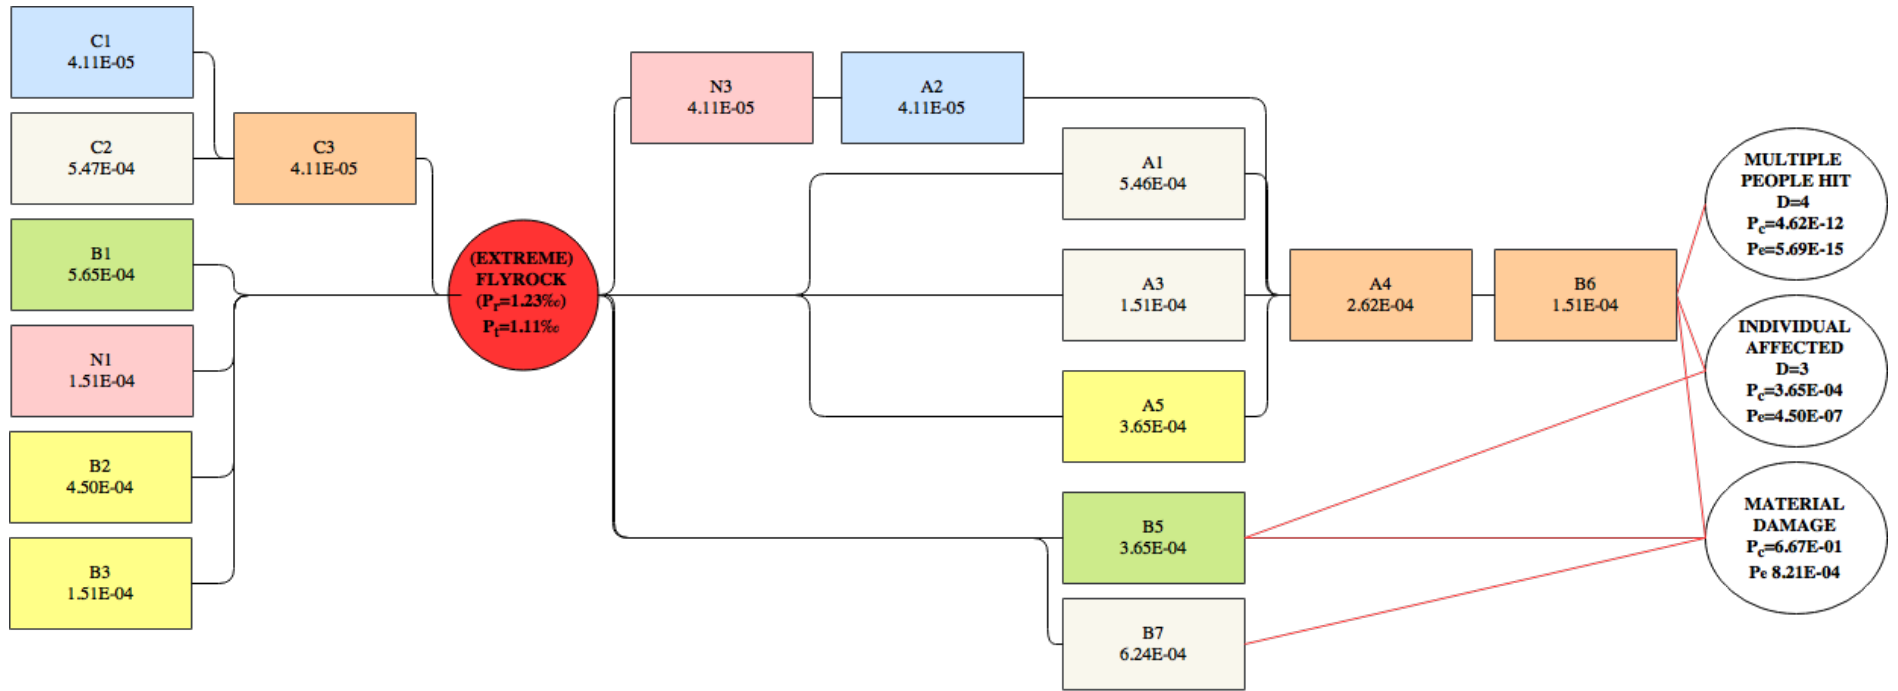 C1
4.11E-05
C2
5.47E-04
C3
4.11E-05
B1
5.65E-04
N1
1.51E-04
B2
4.50E-04
B3
1.51E-04
(EXTREME)
FLYROCK
(Pr=1.23‰)
Pt=1.11‰
N3
4.11E-05
A2
4.11E-05
A1
5.46E-04
A3
1.51E-04
A5
3.65E-04
B5
3.65E-04
B7
6.24E-04
A4
2.62E-04
B6
1.51E-04
MULTIPLE
PEOPLE HIT
D=4
Pc=4.62E-12
Pe=5.69E-15
INDIVIDUAL
AFFECTED
D=3
Pc=3.65E-04
Pe=4.50E-07
MATERIAL
DAMAGE
Pc=6.67E-01
Pe 8.21E-04